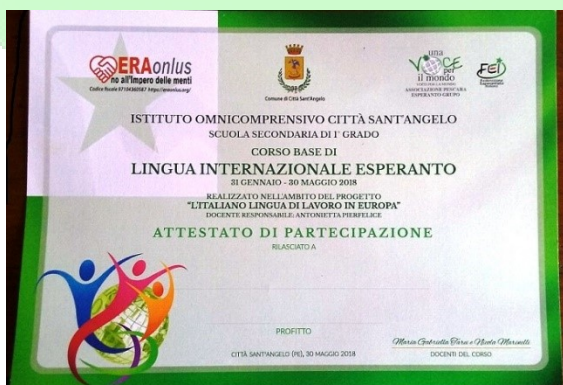 ERAonlus
no all'impero delle menti
Codice fiscale 97194360587 https://eraonlus.org/
Comune di Città Sant'Angelo
una
VOCE
per
il mondo
ASSOCIAZIONE PESCARA
ESPERANTO GRUPO
FEI
ISTITUTO OMNICOMPRENSIVO CITTÀ SANT'ANGELO
SCUOLA SECONDARIA DI I° GRADO
CORSO BASE DI
LINGUA INTERNAZIONALE ESPERANTO
31 GENNAIO - 30 MAGGIO 2018
REALIZZATO NELL'AMBITO DEL PROGETTO
"L'ITALIANO LINGUA DI LAVORO IN EUROPA"
DOCENTE RESPONSABILE: ANTONIETTA PIERFELICE
ATTESTATO DI PARTECIPAZIONE
RILASCIATO A
PROFITTO
CITTÀ SANT'ANGELO (PE), 30 MAGGIO 2018
Maria Gabriella e Nicola Marinelli
DOCENTI DEL CORSO